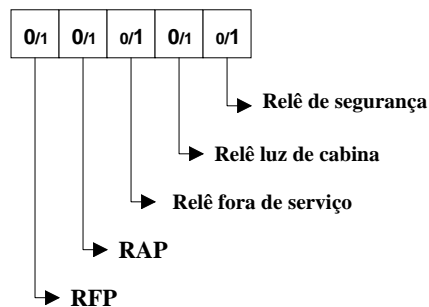 0/1 0/1 0/1 0/1 0/1
Relê de segurança
Relê luz de cabina
Relê fora de serviço
RAP
RFP